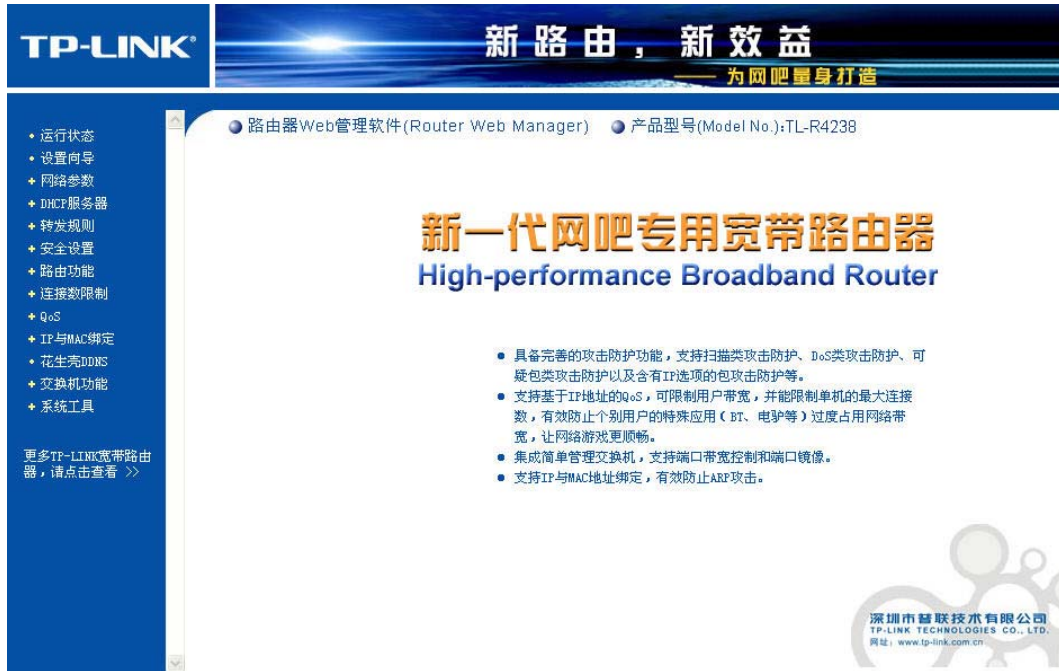 TP-LINK®
新路由，新效益
——为网吧量身打造
路由器Web管理软件(Router Web Manager)
产品型号(Model No.):TL-R4238
• 运行状态
• 设置向导
+ 网络参数
+ DHCP服务器
+ 转发规则
+ 安全设置
+ 路由功能
+ 连接数限制
+ QoS
+ IP与MAC绑定
• 花生壳DDNS
+ 交换机功能
+ 系统工具
更多TP-LINK宽带路由
器，请点击查看 >>
新一代网吧专用宽带路由器
High-performance Broadband Router
● 具备完善的攻击防护功能，支持扫描类攻击防护、DoS类攻击防护、可
疑包类攻击防护以及含有IP选项的包攻击防护等。
● 支持基于IP地址的QoS，可限制用户带宽，并能限制单机的最大连接
数，有效防止个别用户的特殊应用（BT、电驴等）过度占用网络带
宽，让网络游戏更顺畅。
● 集成简单管理交换机，支持端口带宽控制和端口镜像。
● 支持IP与MAC地址绑定，有效防止ARP攻击。
深圳市普联技术有限公司
TP-LINK TECHNOLOGIES CO., LTD.
网址：www.tp-link.com.cn